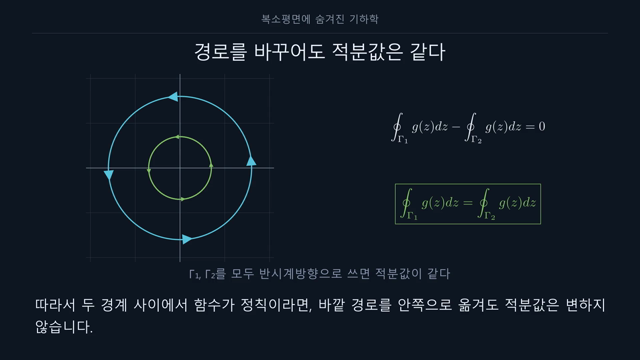 복소평면에 숨겨진 기하학
경로를 바꾸어도 적분값은 같다
∮_Γ₁ g(z)dz − ∮_Γ₂ g(z)dz = 0
∮_Γ₁ g(z)dz = ∮_Γ₂ g(z)dz
Γ₁, Γ₂를 모두 반시계방향으로 쓰면 적분값이 같다
따라서 두 경계 사이에서 함수가 정칙이라면, 바깥 경로를 안쪽으로 옮겨도 적분값은 변하지
않습니다.